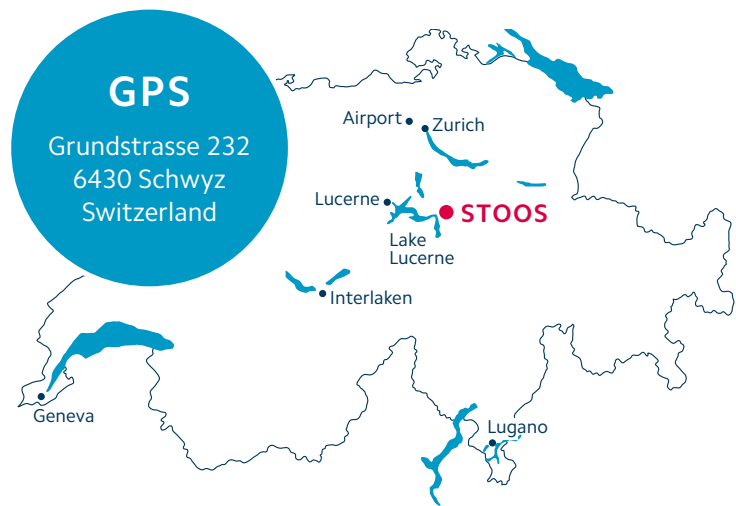 GPS
Grundstrasse 232
6430 Schwyz
Switzerland
Airport
Zurich
Lucerne
STOOS
Lake
Lucerne
Interlaken
Geneva
Lugano